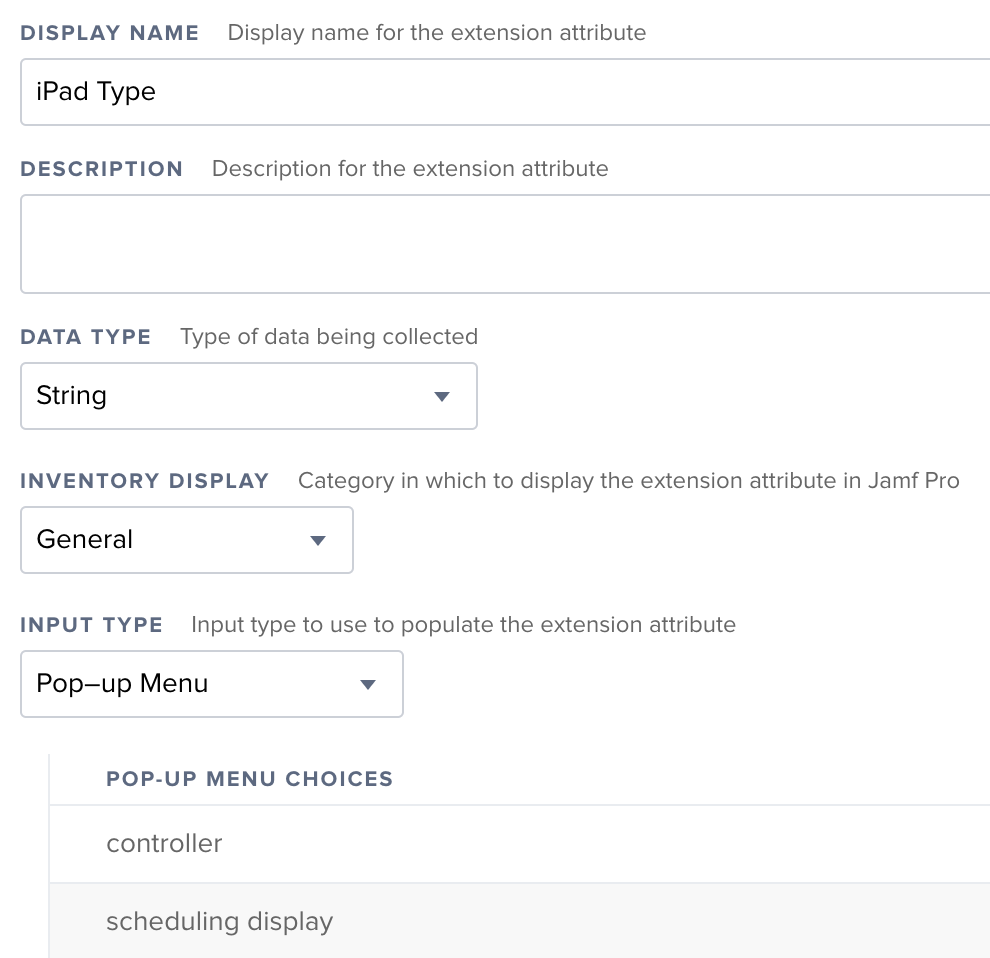 DISPLAY NAME Display name for the extension attribute
iPad Type
DESCRIPTION Description for the extension attribute
DATA TYPE Type of data being collected
String
INVENTORY DISPLAY Category in which to display the extension attribute in Jamf Pro
General
INPUT TYPE Input type to use to populate the extension attribute
Pop–up Menu
POP-UP MENU CHOICES
controller
scheduling display